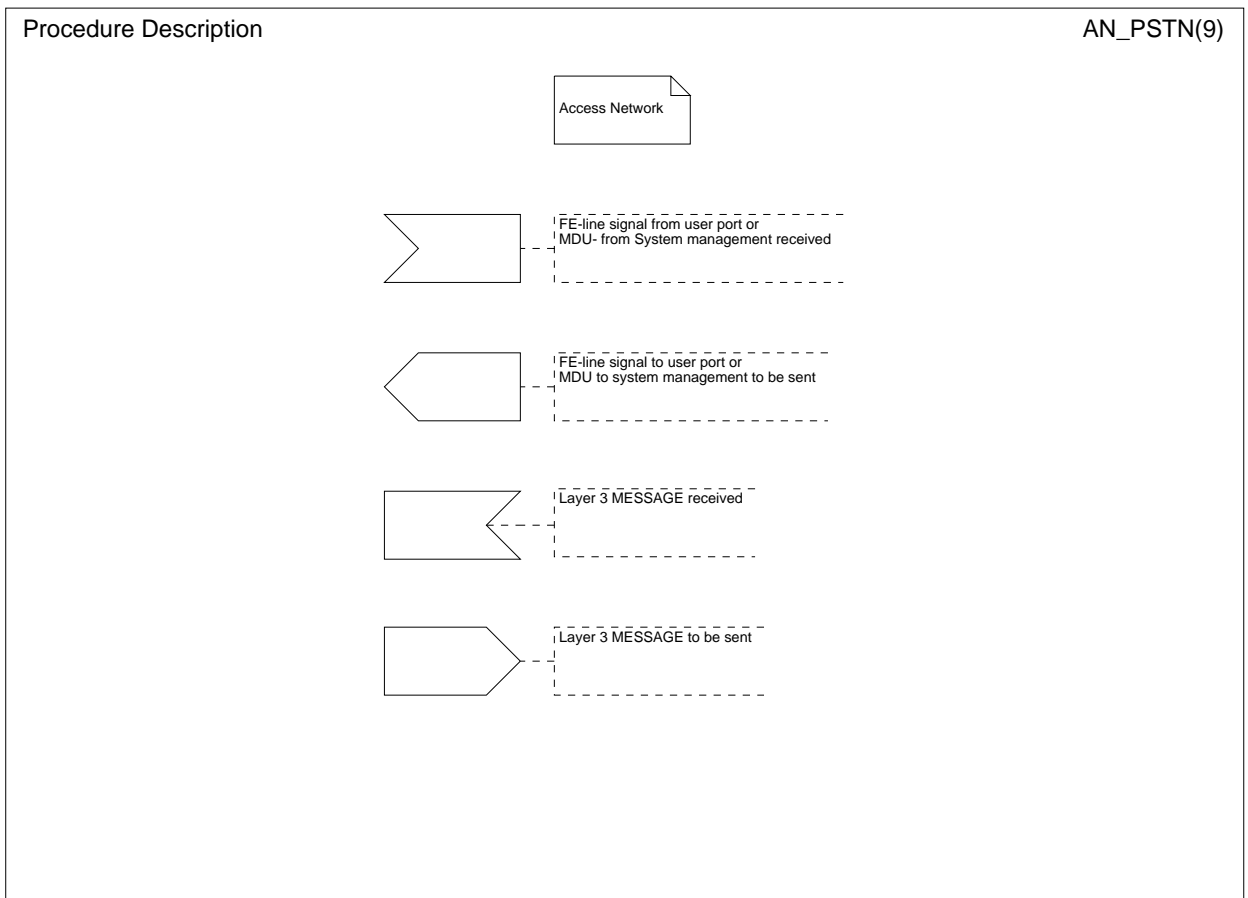 Procedure Description
AN_PSTN(9)
Access Network
FE-line signal from user port or
MDU- from System management received
FE-line signal to user port or
MDU to system management to be sent
Layer 3 MESSAGE received
Layer 3 MESSAGE to be sent